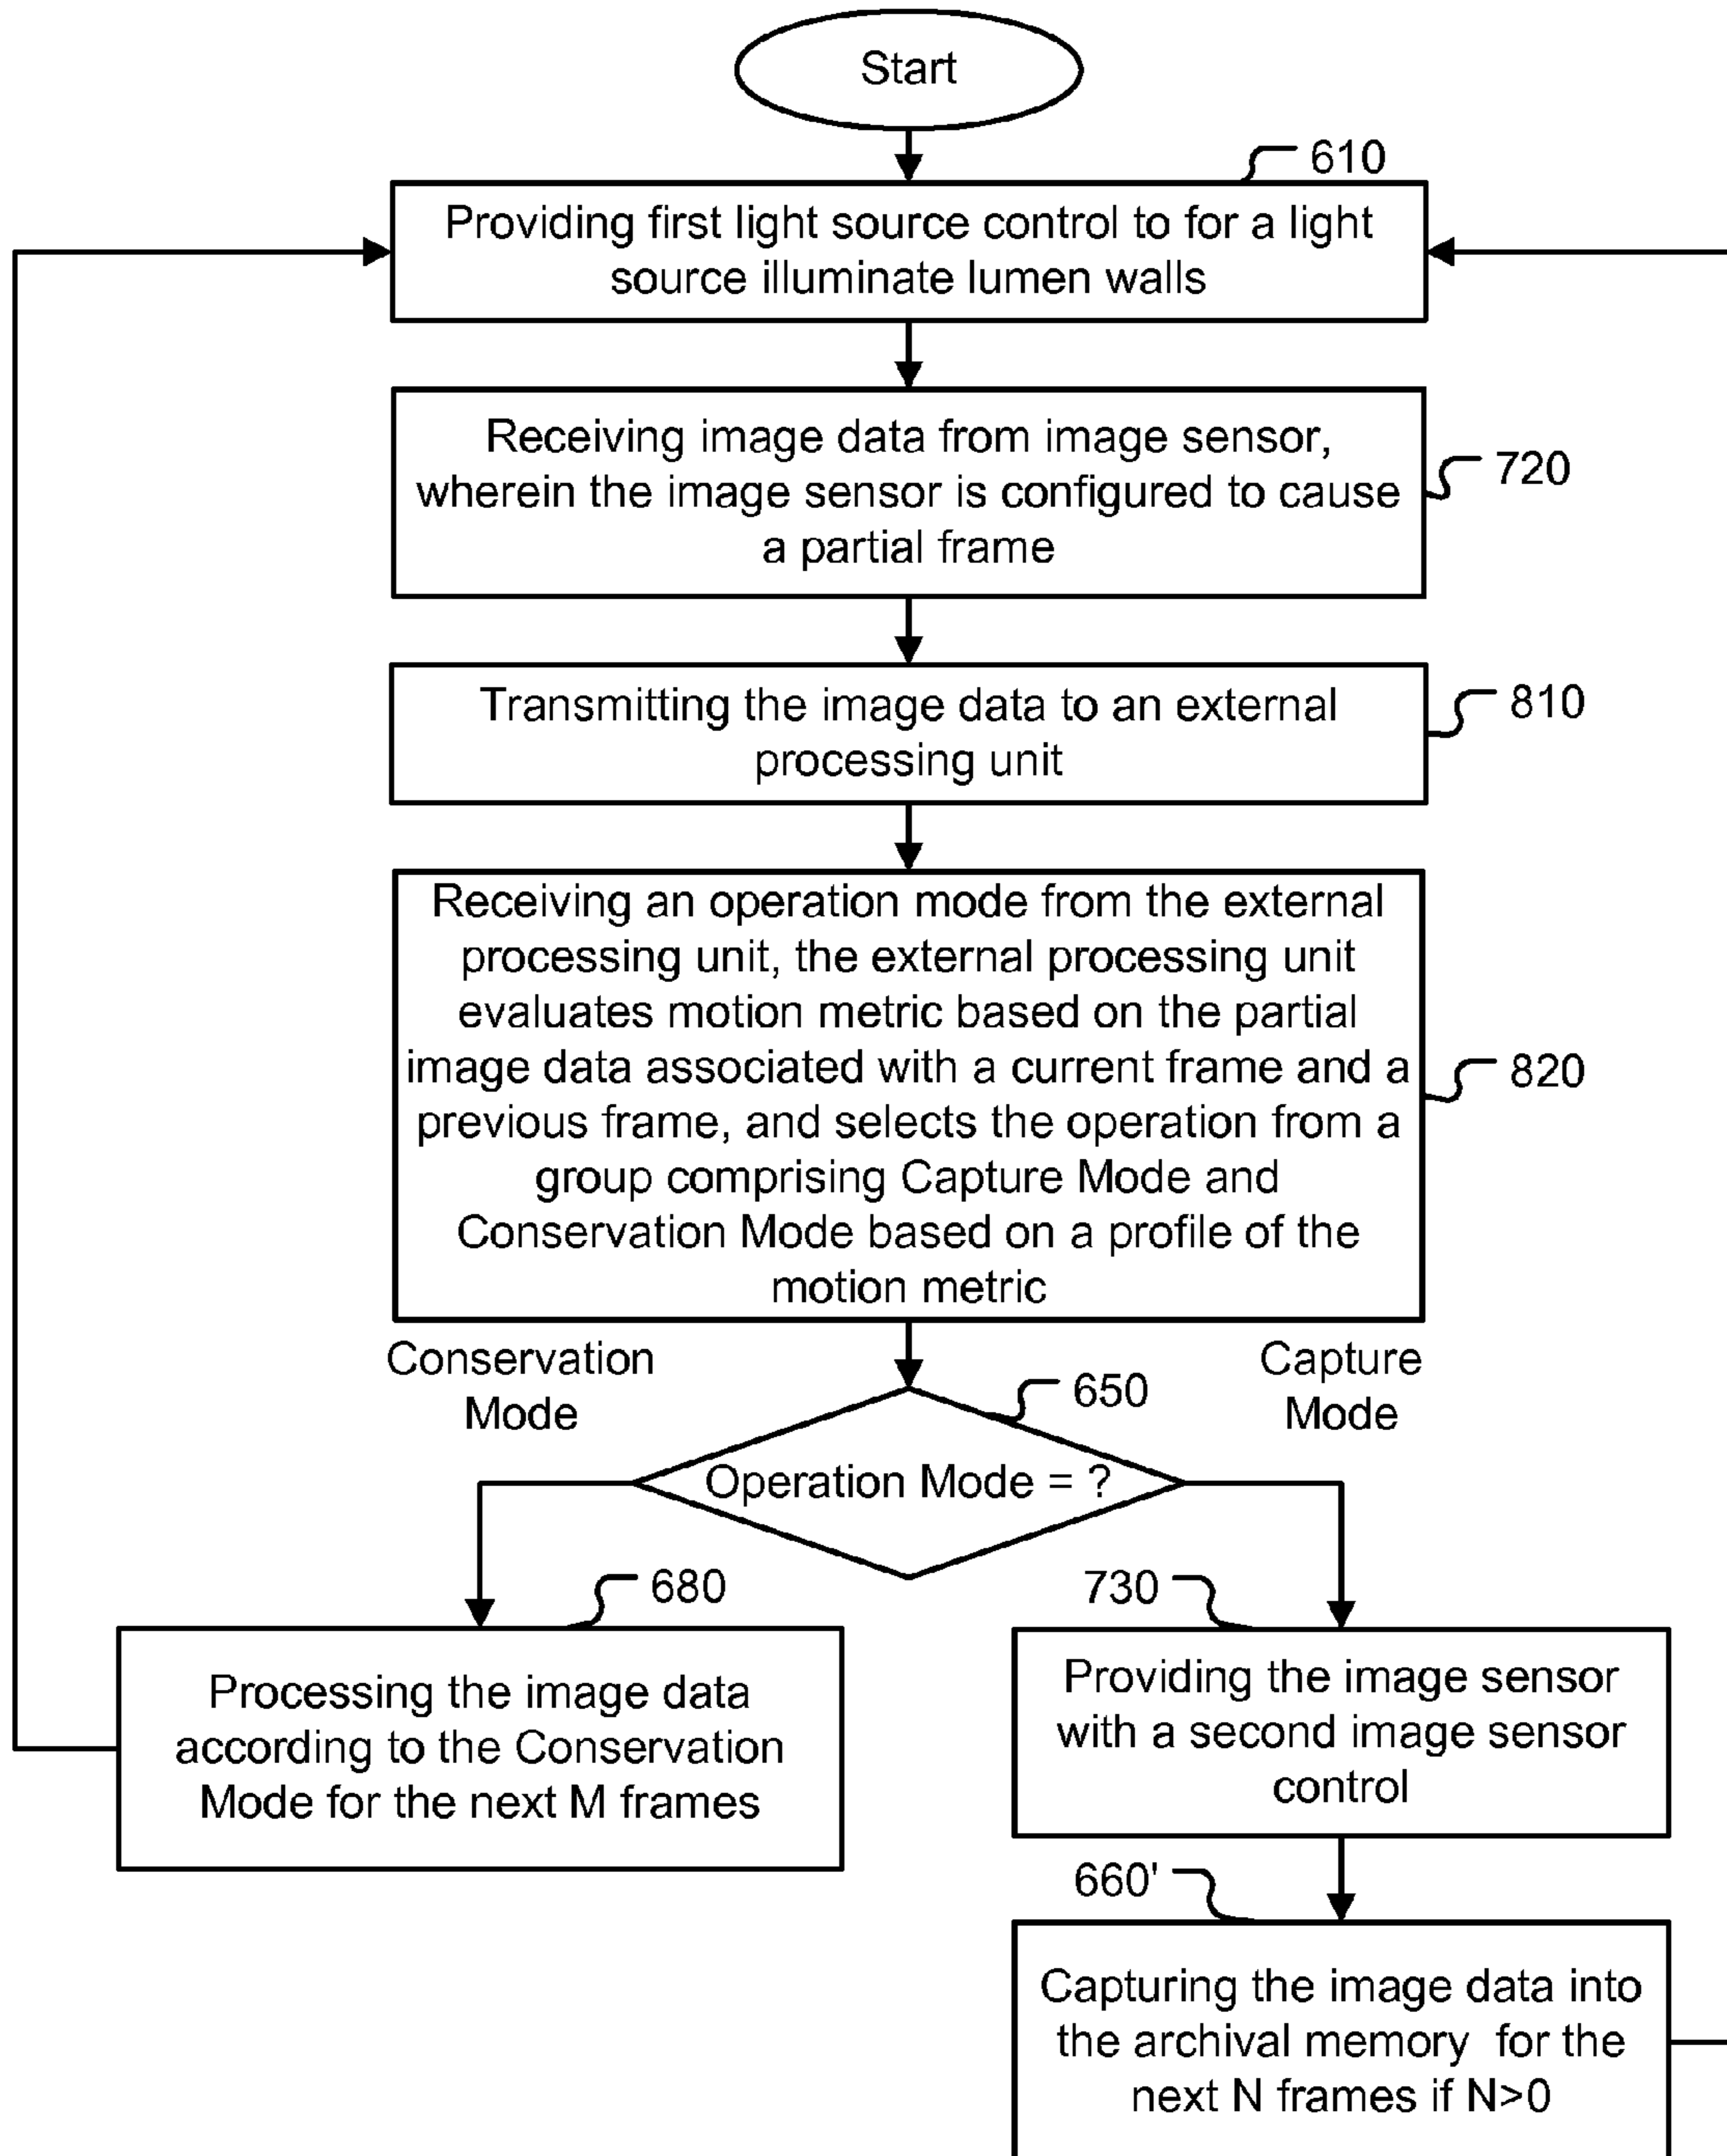 Start
610
Providing first light source control to for a light
source illuminate lumen walls
Receiving image data from image sensor,
wherein the image sensor is configured to cause
a partial frame
720
Transmitting the image data to an external
processing unit
810
Receiving an operation mode from the external
processing unit, the external processing unit
evaluates motion metric based on the partial
image data associated with a current frame and a
previous frame, and selects the operation from a
group comprising Capture Mode and
Conservation Mode based on a profile of the
motion metric
820
Conservation
Mode
Capture
Mode
650
Operation Mode = ?
680
Processing the image data
according to the Conservation
Mode for the next M frames
730
Providing the image sensor
with a second image sensor
control
660'
Capturing the image data into
the archival memory for the
next N frames if N>0